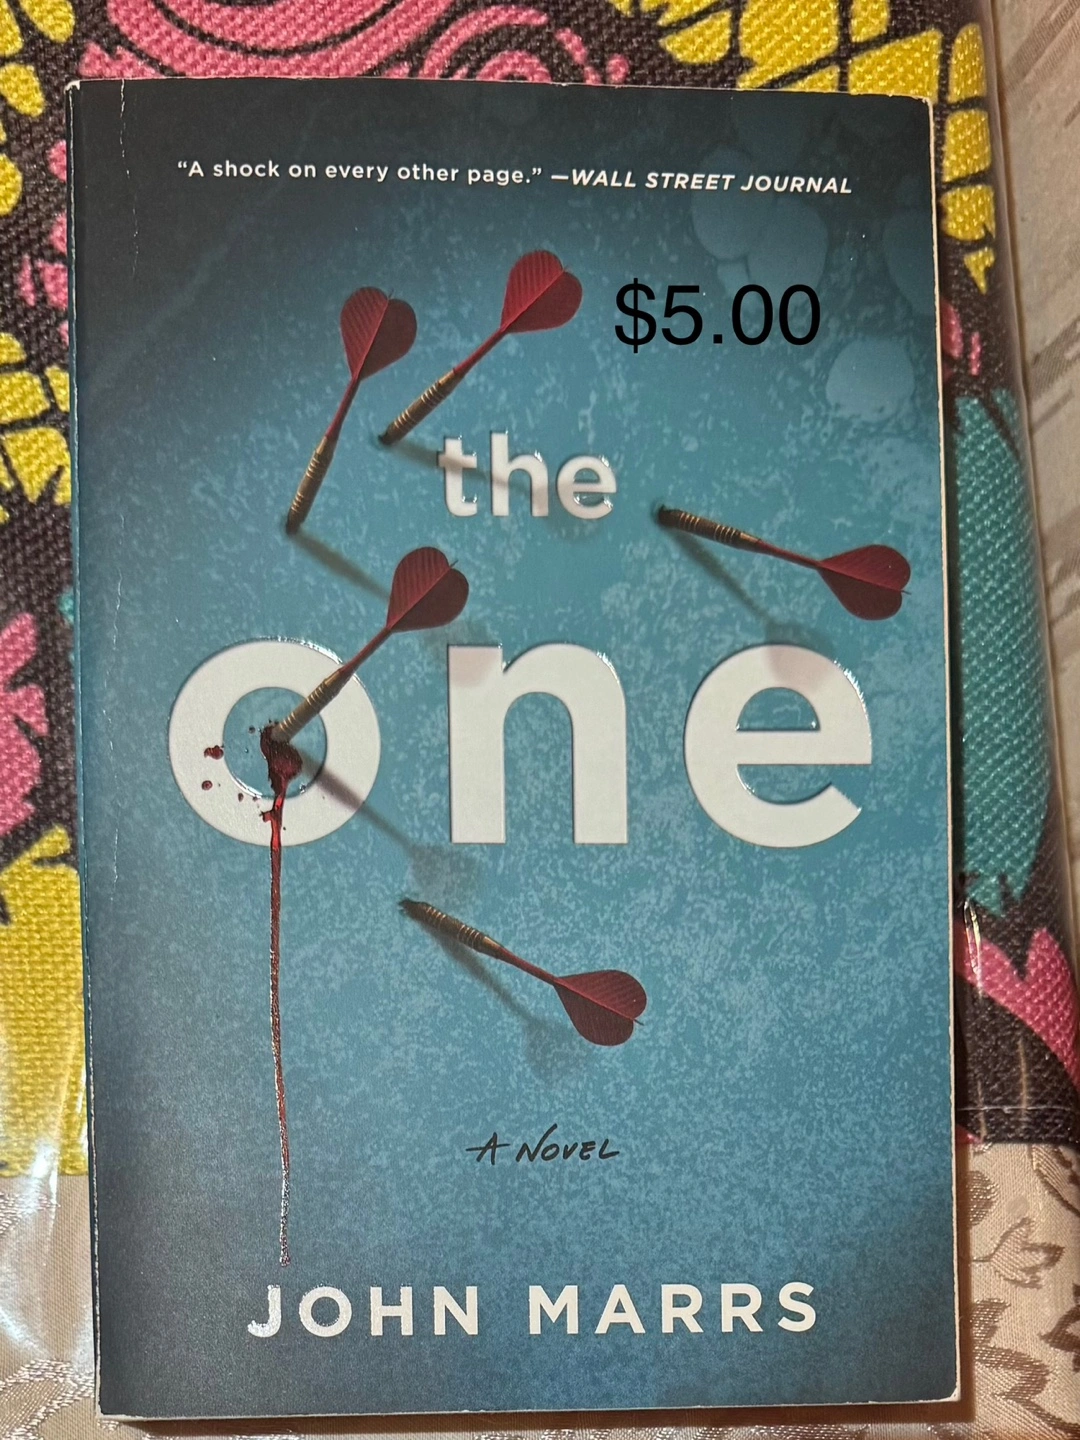 “A shock on every other page.” —WALL STREET JOURNAL
$5.00
the
one
A NOVEL
JOHN MARRS